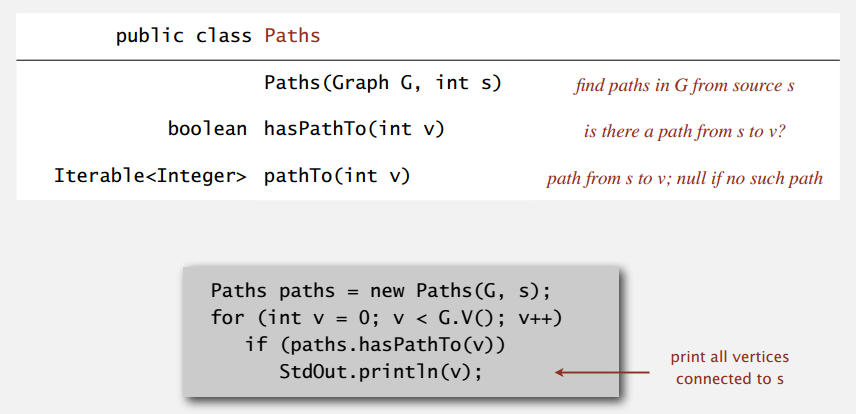 public class Paths
Paths(Graph G, int s) find paths in G from source s
boolean hasPathTo(int v) is there a path from s to v?
Iterable<Integer> pathTo(int v) path from s to v; null if no such path
Paths paths = new Paths(G, s);
for (int v = 0; v < G.V(); v++)
if (paths.hasPathTo(v))
StdOut.println(v);
print all vertices
connected to s